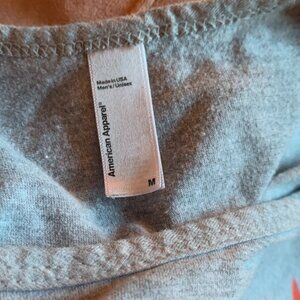 American Apparel®
Made in USA
Men's / Unisex
M